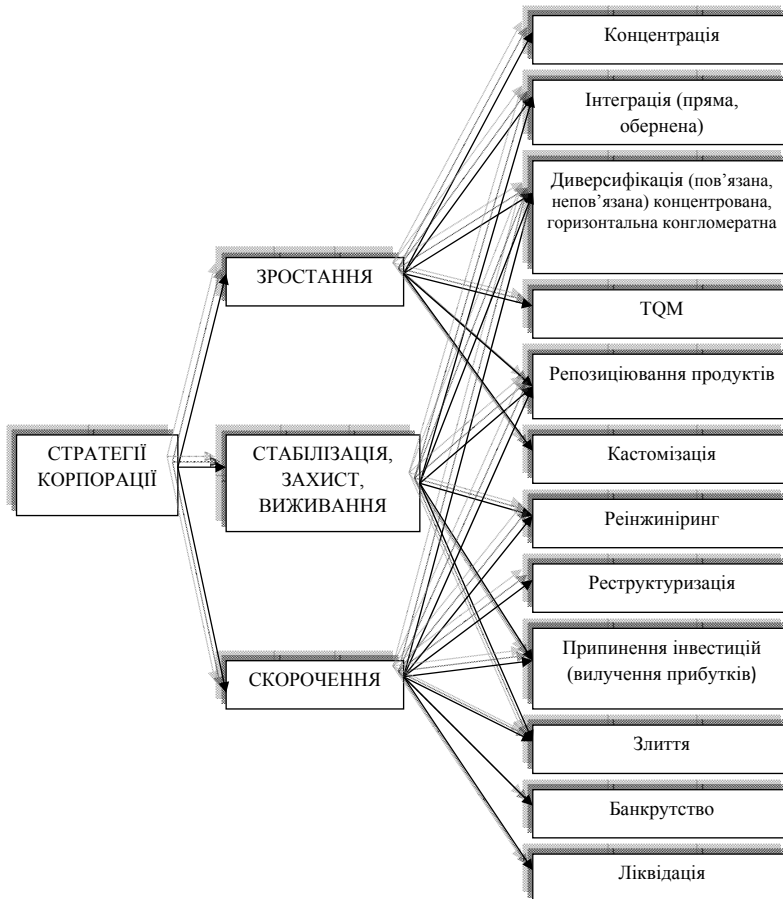 СТРАТЕГІЇ
КОРПОРАЦІЇ
ЗРОСТАННЯ
СТАБІЛІЗАЦІЯ,
ЗАХИСТ,
ВИЖИВАННЯ
СКОРОЧЕННЯ
Концентрація
Інтеграція (пряма,
обернена)
Диверсифікація (пов’язана,
непов’язана) концентрована,
горизонтальна конгломератна
TQM
Репозиціювання продуктів
Кастомізація
Реінжиніринг
Реструктуризація
Припинення інвестицій
(вилучення прибутків)
Злиття
Банкрутство
Ліквідація